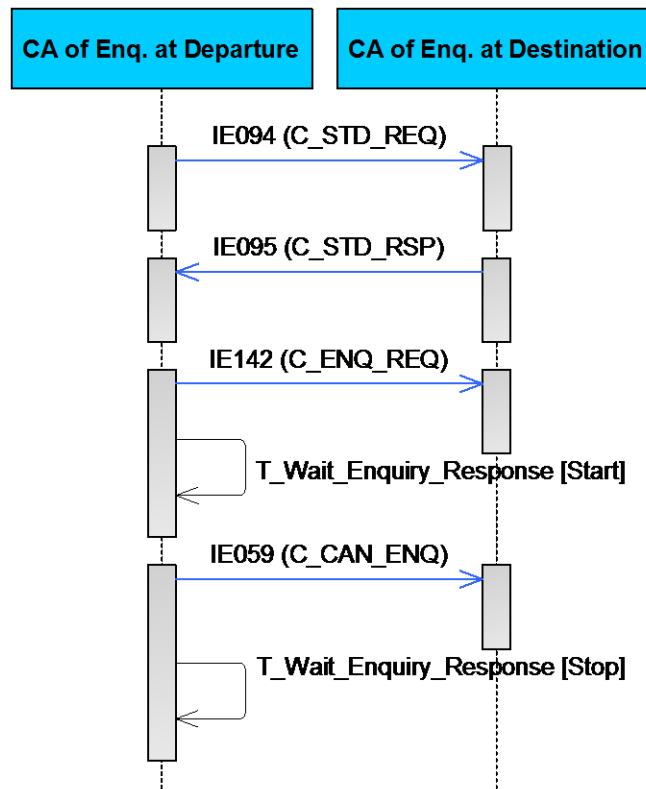 CA of Enq. at Departure
CA of Enq. at Destination
IE094 (C_STD_REQ)
IE095 (C_STD_RSP)
IE142 (C_ENQ_REQ)
T_Wait_Enquiry_Response [Start]
IE059 (C_CAN_ENQ)
T_Wait_Enquiry_Response [Stop]